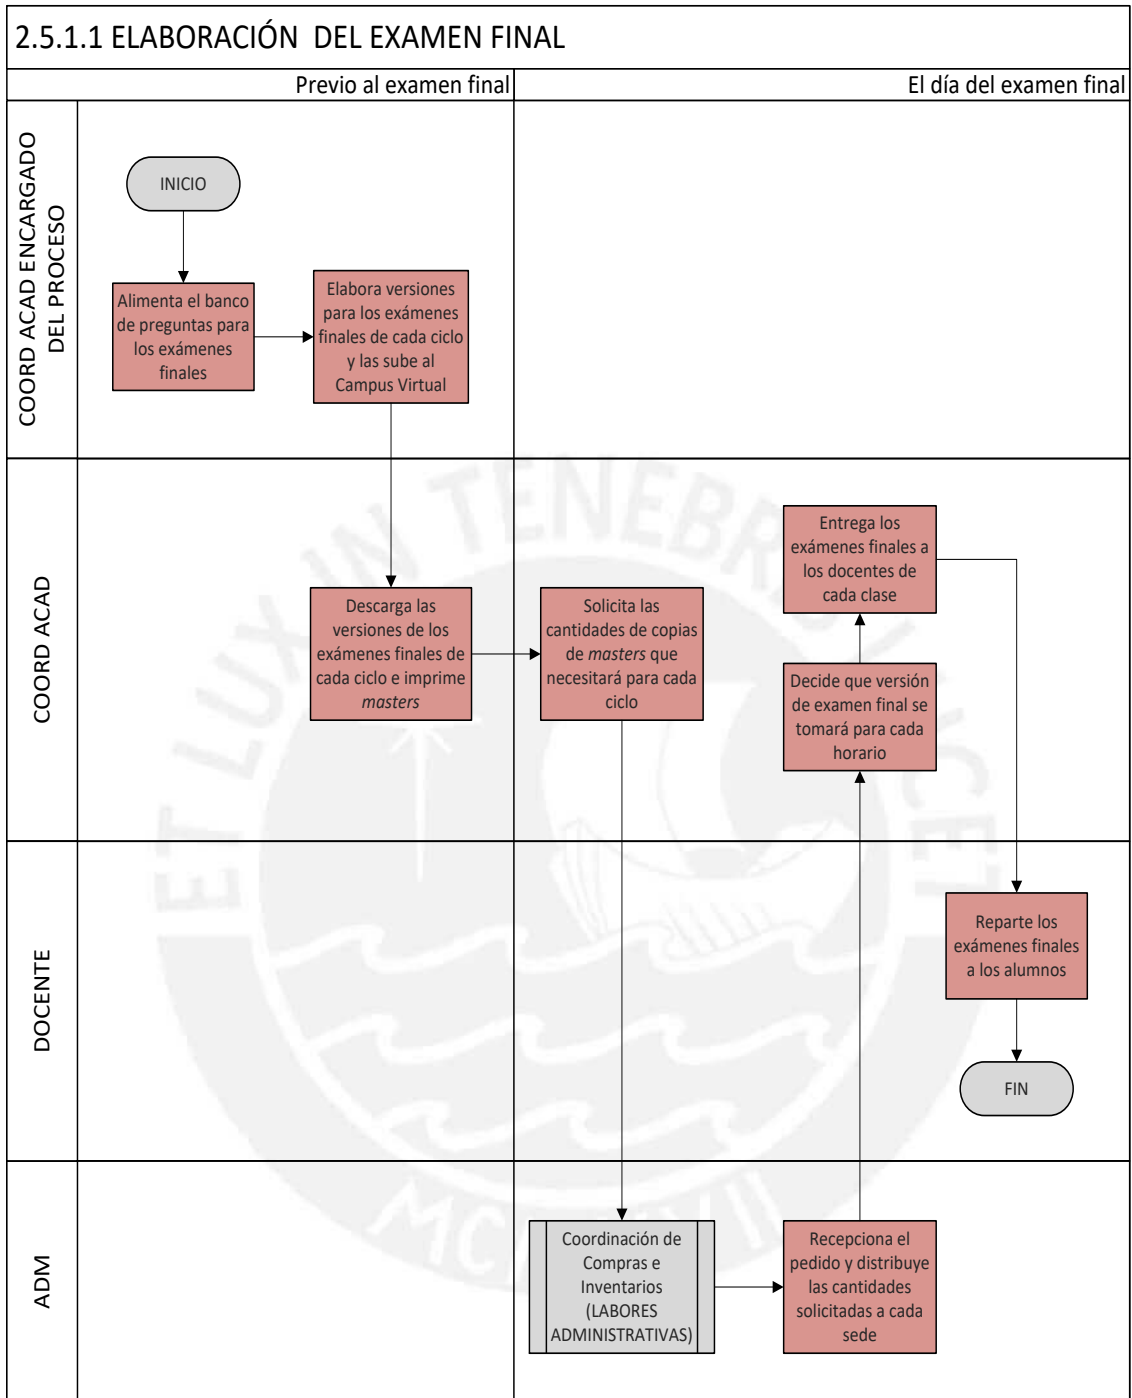 2.5.1.1 ELABORACIÓN DEL EXAMEN FINAL
Previo al examen final
El día del examen final
COORD ACAD ENCARGADO
DEL PROCESO
INICIO
Alimenta el banco
de preguntas para
los exámenes
finales
Elabora versiones
para los exámenes
finales de cada ciclo
y las sube al
Campus Virtual
COORD ACAD
Descarga las
versiones de los
exámenes finales de
cada ciclo e imprime
masters
Solicita las
cantidades de copias
de masters que
necesitará para cada
ciclo
Entrega los
exámenes finales a
los docentes de
cada clase
Decide que versión
de examen final se
tomará para cada
horario
DOCENTE
Reparte los
exámenes finales
a los alumnos
FIN
ADM
Coordinación de
Compras e
Inventarios
(LABORES
ADMINISTRATIVAS)
Recepciona el
pedido y distribuye
las cantidades
solicitadas a cada
sede
ET LUX IN TENEBRIS LUCET